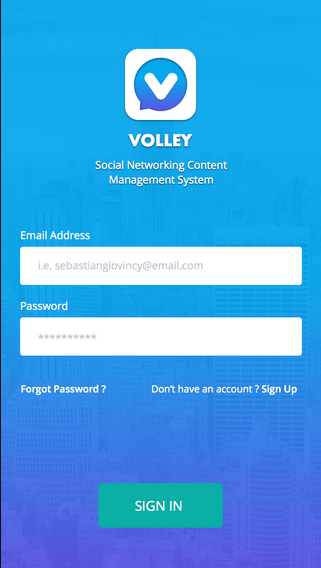 VOLLEY
Social Networking Content
Management System
Email Address
i.e. sebastiangiovincy@email.com
Password
**********
Forgot Password ?
Don't have an account ? Sign Up
SIGN IN